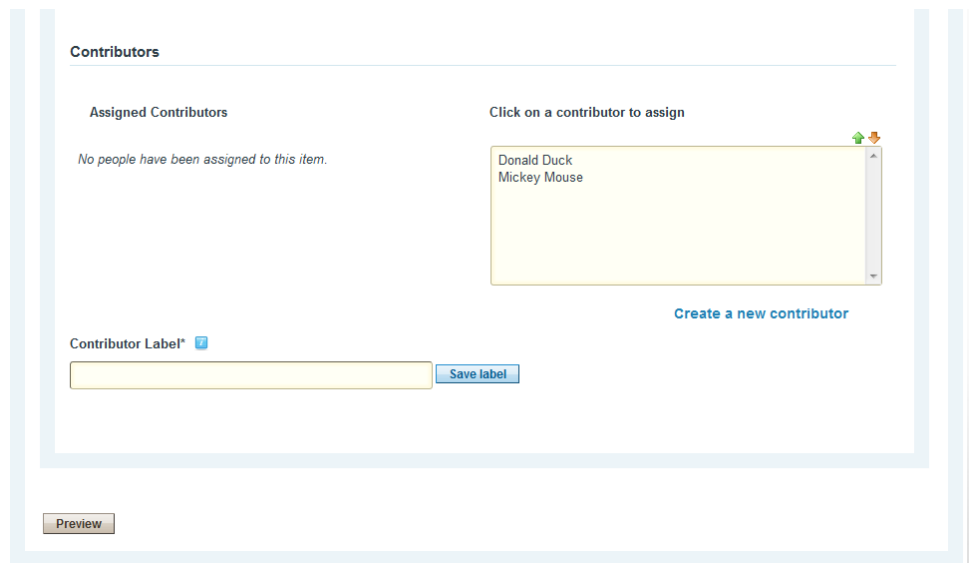 Contributors
Assigned Contributors
Click on a contributor to assign
No people have been assigned to this item.
Donald Duck
Mickey Mouse
Create a new contributor
Contributor Label*
Save label
Preview